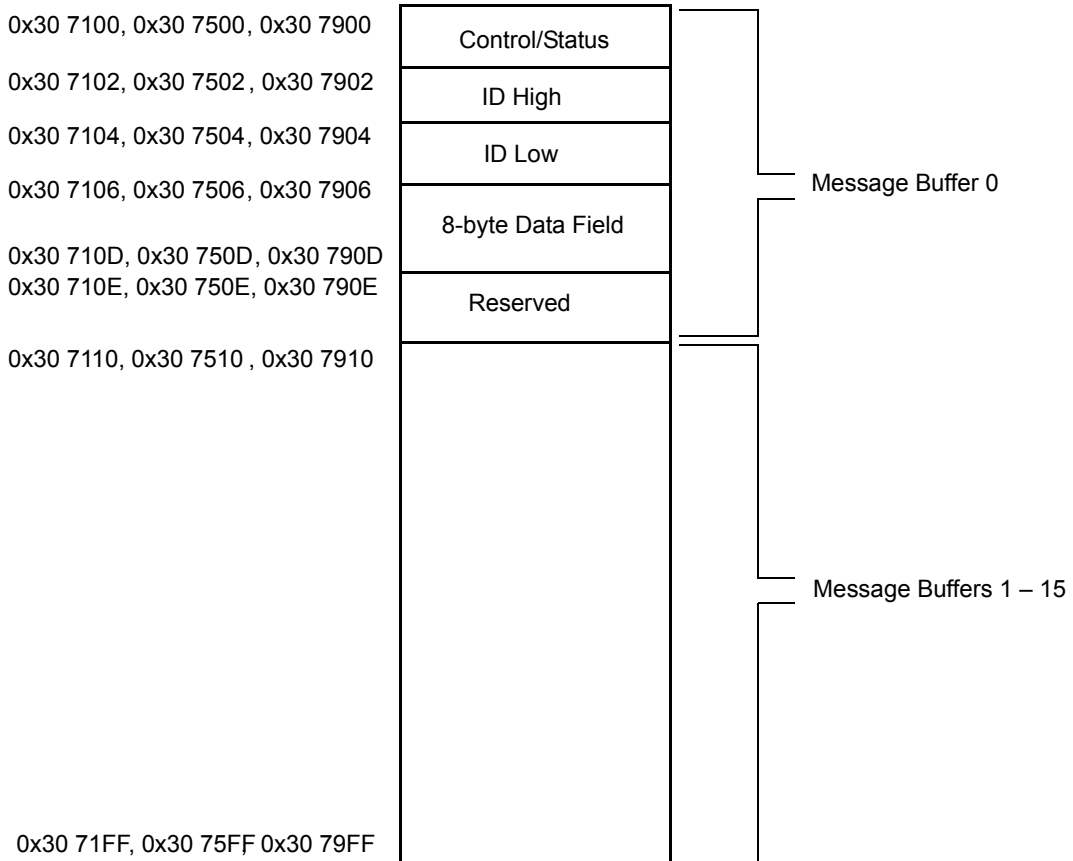 0x30 7100, 0x30 7500, 0x30 7900
Control/Status
0x30 7102, 0x30 7502, 0x30 7902
ID High
0x30 7104, 0x30 7504, 0x30 7904
ID Low
0x30 7106, 0x30 7506, 0x30 7906
Message Buffer 0
8-byte Data Field
0x30 710D, 0x30 750D, 0x30 790D
0x30 710E, 0x30 750E, 0x30 790E
Reserved
0x30 7110, 0x30 7510, 0x30 7910
Message Buffers 1 – 15
0x30 71FF, 0x30 75FF, 0x30 79FF